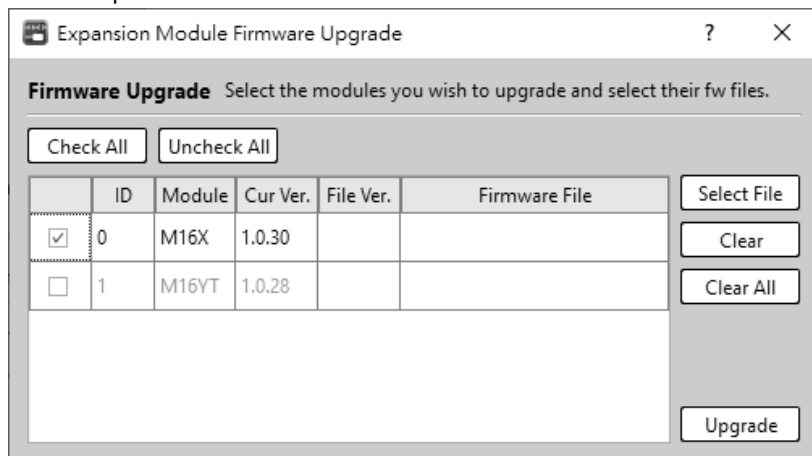 Expansion Module Firmware Upgrade ? X
Firmware Upgrade Select the modules you wish to upgrade and select their fw files.
Check All Uncheck All
ID Module Cur Ver. File Ver. Firmware File Select File
0 M16X 1.0.30 Clear
1 M16YT 1.0.28 Clear All
Upgrade